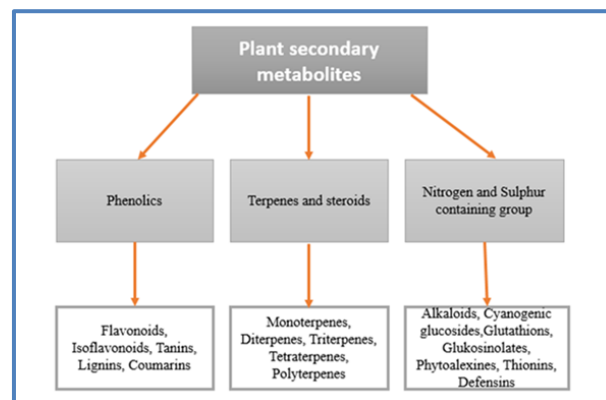 Plant secondary
metabolites
Phenolics
Terpenes and steroids
Nitrogen and Sulphur
containing group
Flavonoids,
Isoflavonoids, Tanins,
Lignins, Coumarins
Monoterpenes,
Diterpenes, Triterpenes,
Tetraterpenes,
Polyterpenes
Alkaloids, Cyanogenic
glucosides,Glutathions,
Glukosinolates,
Phytoalexines, Thionins,
Defensins